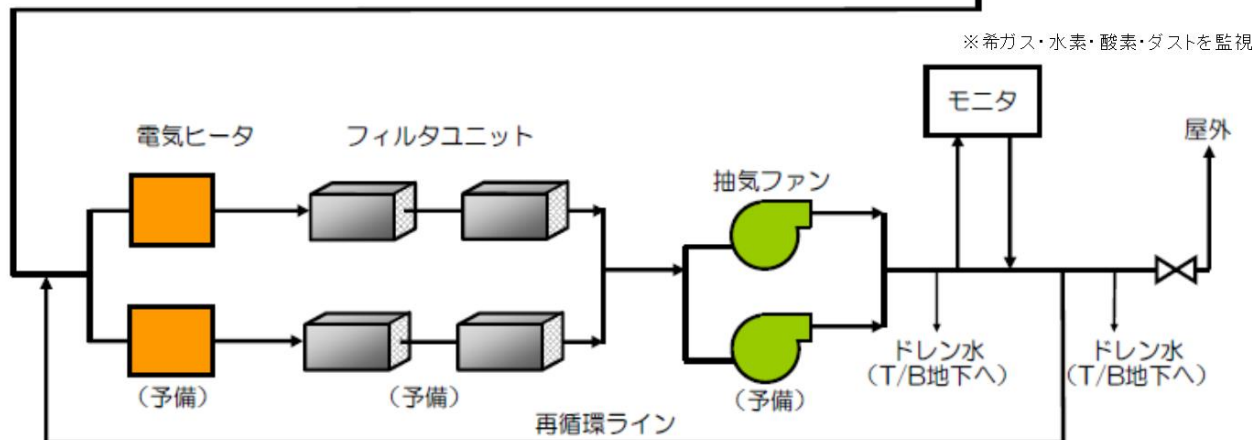 ※希ガス・水素・酸素・ダストを監視
モニタ
屋外
電気ヒータ
フィルタユニット
抽気ファン
ドレン水
(T/B地下へ)
ドレン水
(T/B地下へ)
(予備)
(予備)
(予備)
再循環ライン